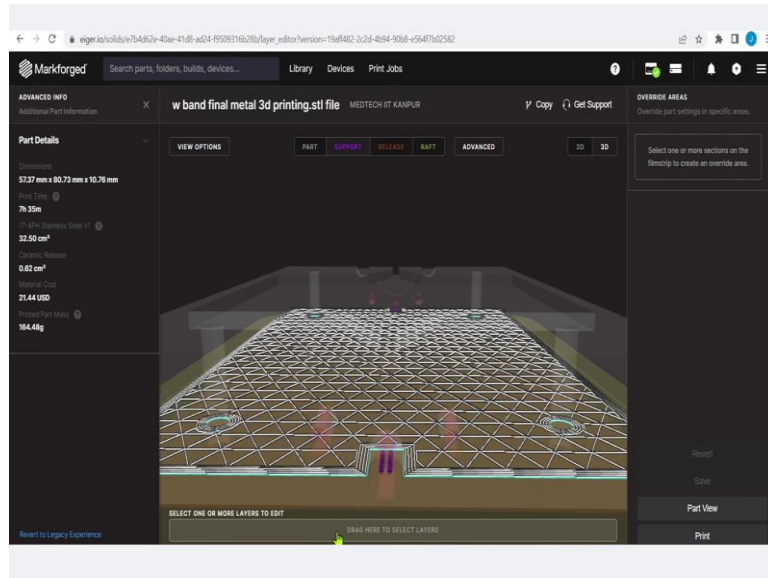 eiger.io/solids/e7b4d62e-40ae-41d8-ad24-f9509316b28b/layer_editor?version=19aff482-2c2d-4b94-90b8-e564f7b02582
Markforged
Search parts, folders, builds, devices...
Library Devices Print Jobs
ADVANCED INFO
Additional Part Information
w band final metal 3d printing.stl file MEDTECH IIT KANPUR
Copy Get Support
OVERRIDE AREAS
Override part settings in specific areas.
Part Details
VIEW OPTIONS
PART SUPPORT RELEASE RAFT
ADVANCED
2D 3D
Select one or more sections on the
filmstrip to create an override area.
Dimensions
57.37 mm x 80.73 mm x 10.76 mm
Print Time
7h 35m
17-4PH Stainless Steel v1
32.50 cm³
Ceramic Release
0.62 cm³
Material Cost
21.44 USD
Printed Part Mass
164.48g
Revert
Save
Part View
Print
SELECT ONE OR MORE LAYERS TO EDIT
DRAG HERE TO SELECT LAYERS
Revert to Legacy Experience